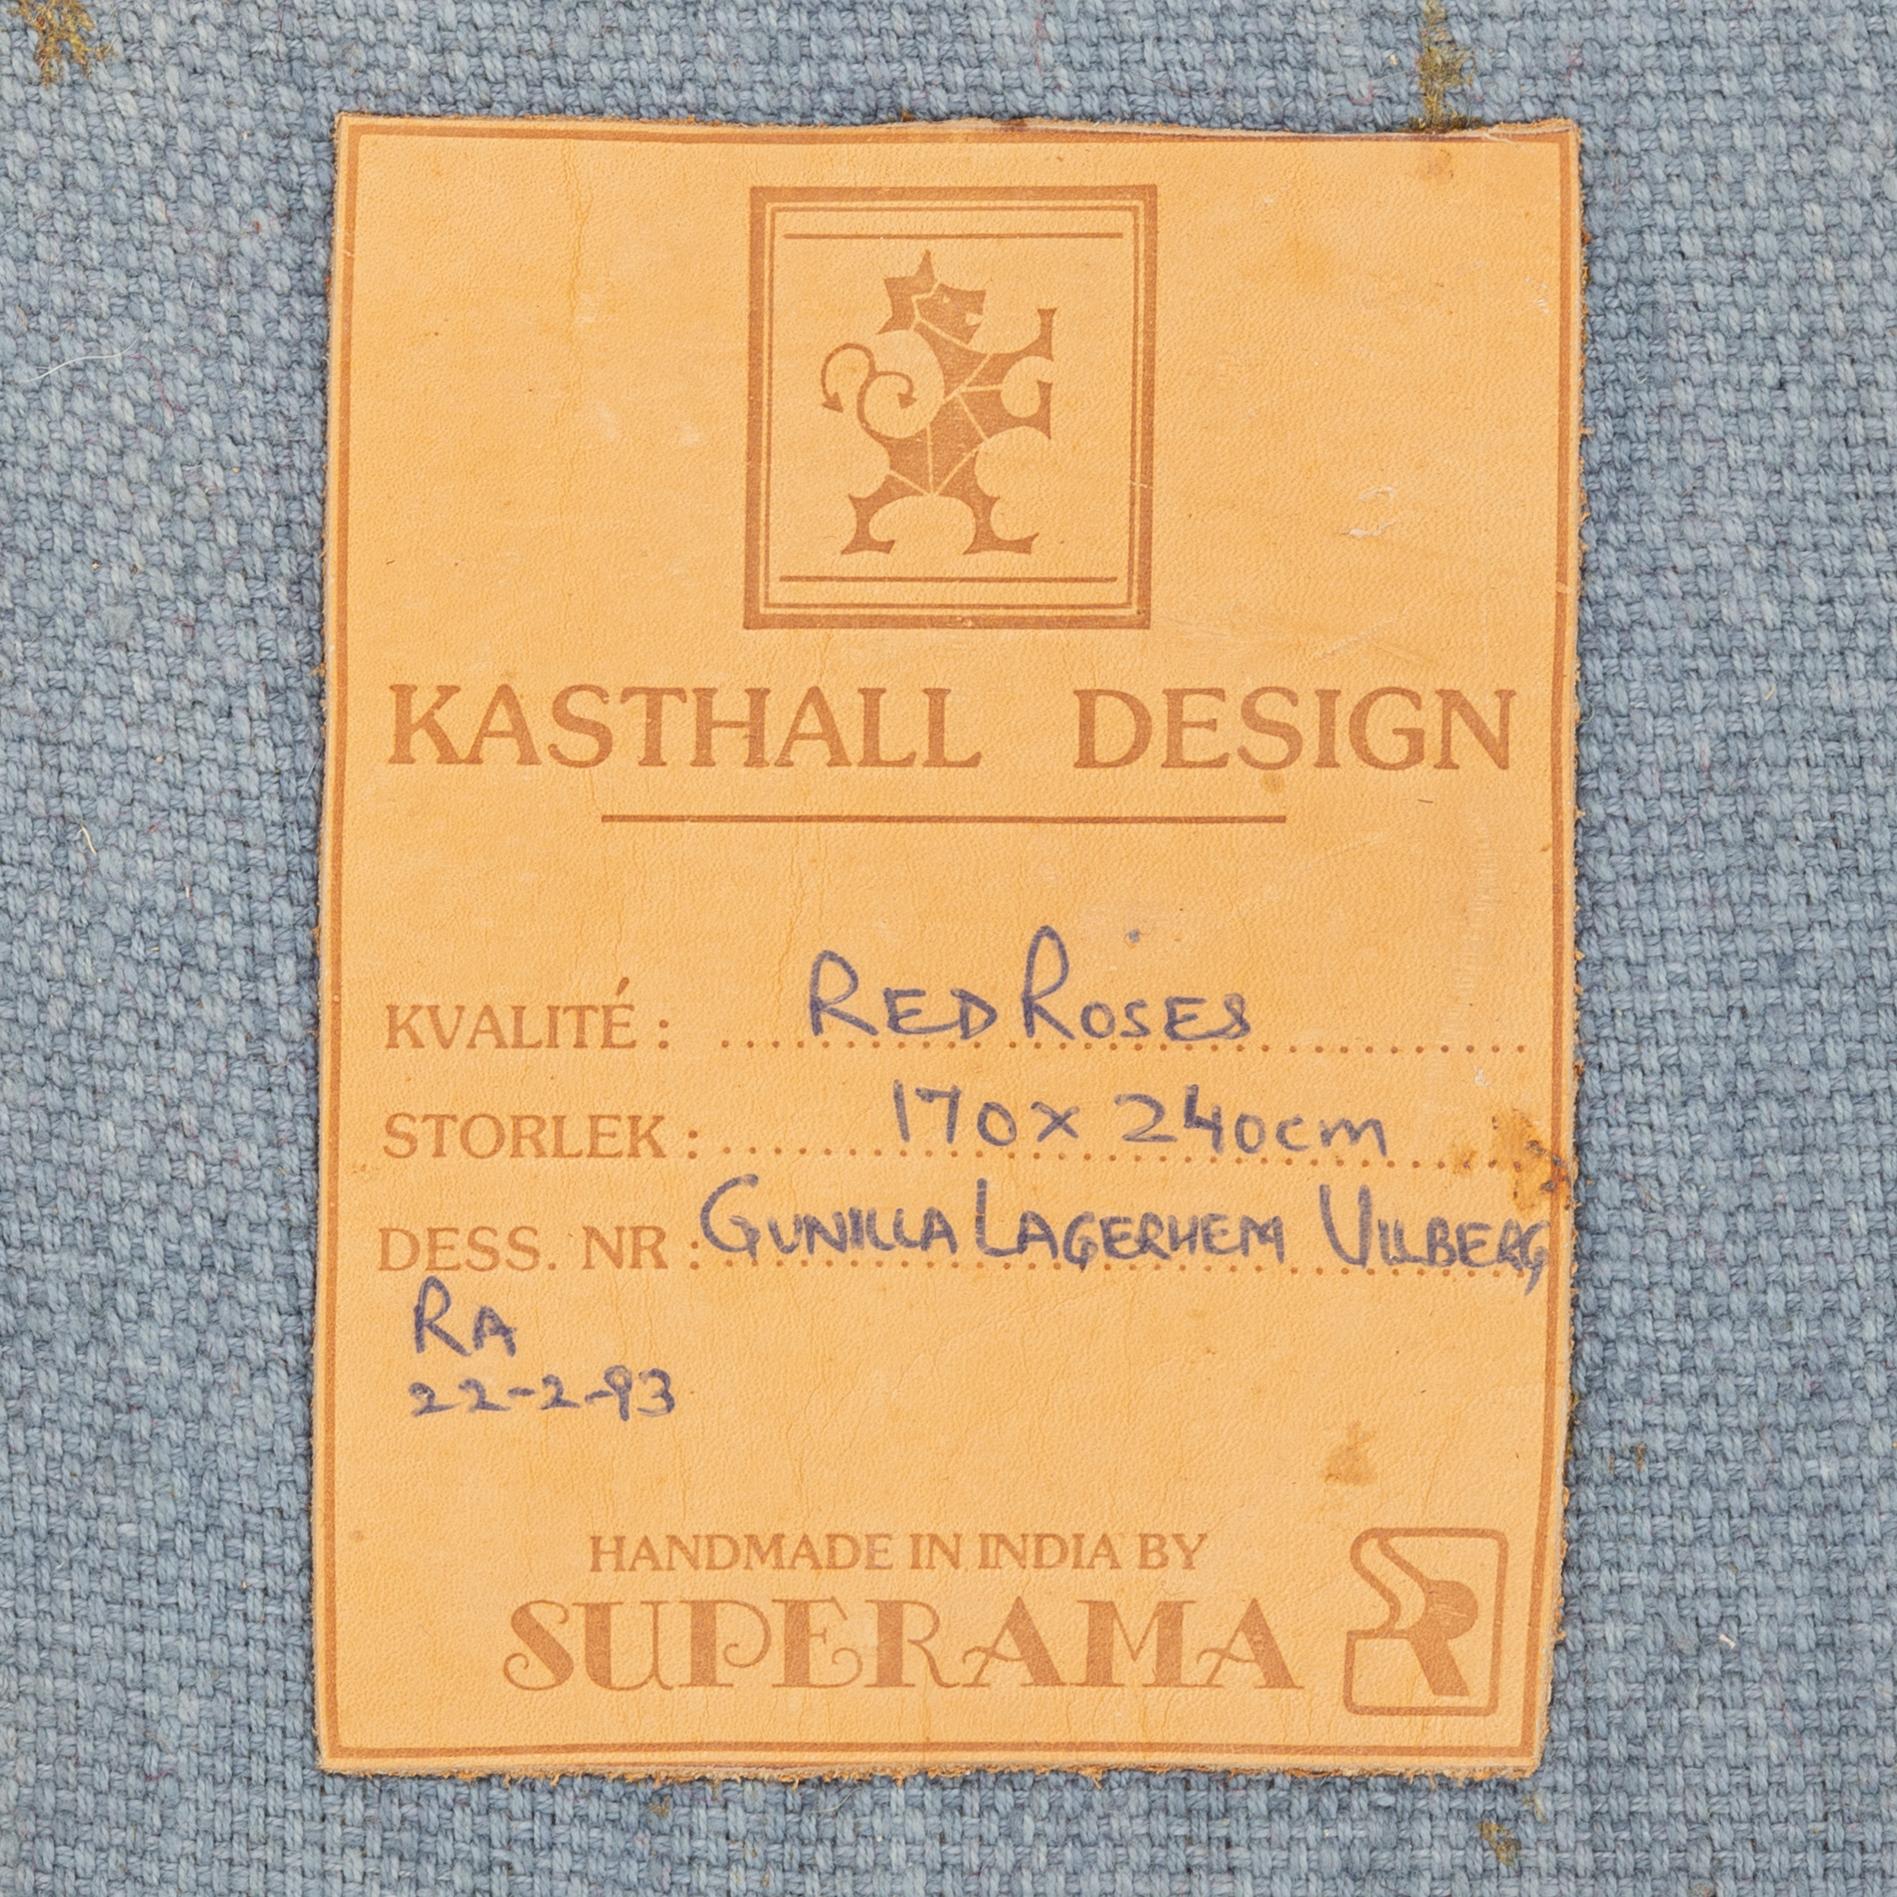 KASTHALL DESIGN
KVALITÉ: RED ROSES
STORLEK: 170 x 240cm
DESS. NR: GUNILLA LAGERHEM ULLBERG
RA
22-2-93
HANDMADE IN INDIA BY
SUPERAMA
R